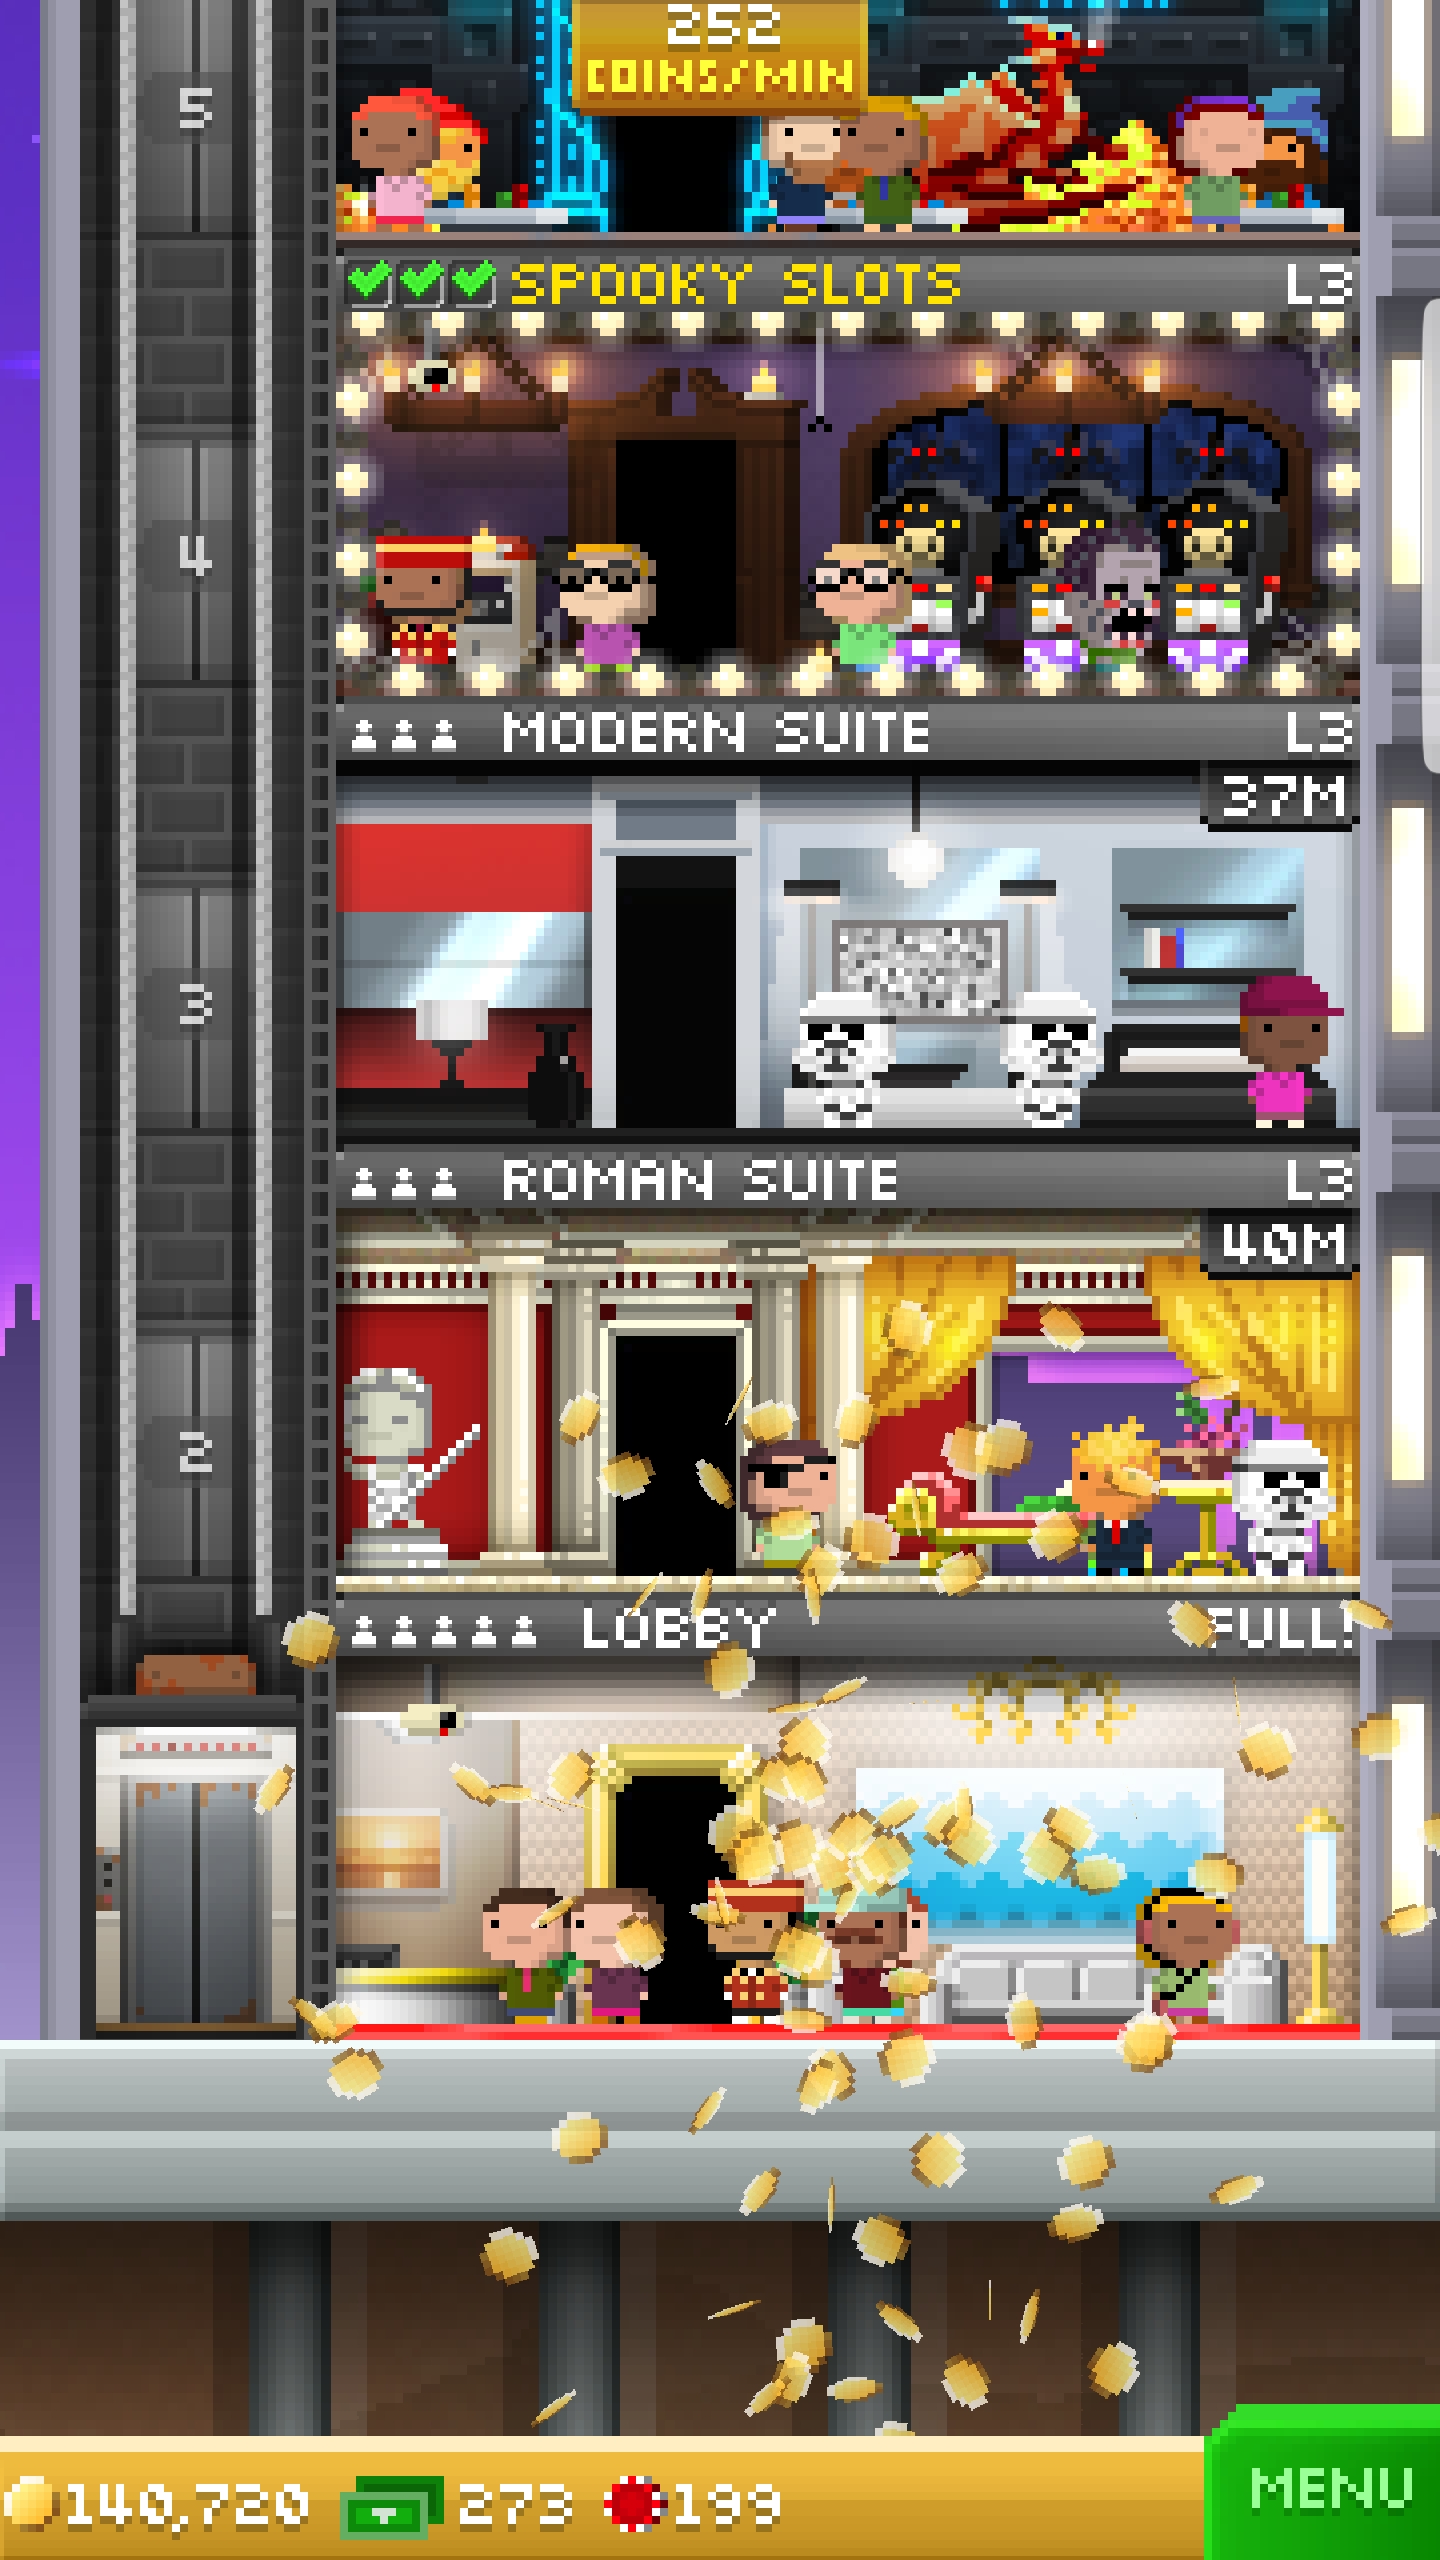 252
COINS/MIN
5
SPOOKY SLOTS L3
4
MODERN SUITE L3
37M
3
ROMAN SUITE L3
40M
2
LOBBY FULL!
140,720 273 199
MENU